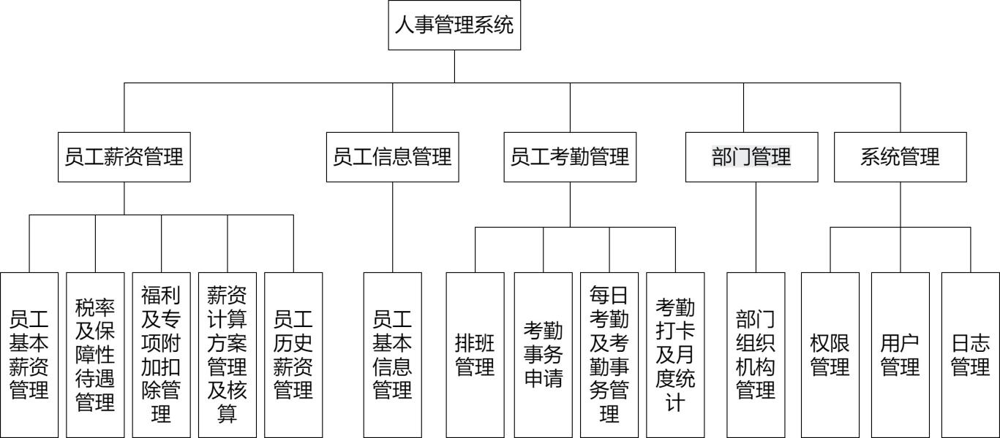 人事管理系统
员工薪资管理
员工信息管理
员工考勤管理
部门管理
系统管理
员工
基本
薪资
管理
税率
及保
障性
待遇
管理
福利
及专
项附
加扣
除管
理
薪资
计算
方案
管理
及核
算
员工
历史
薪资
管理
员工
基本
信息
管理
排班
管理
考勤
事务
申请
每日
考勤
及考
勤事
务管
理
考勤
打卡
及月
度统
计
部门
组织
机构
管理
权限
管理
用户
管理
日志
管理